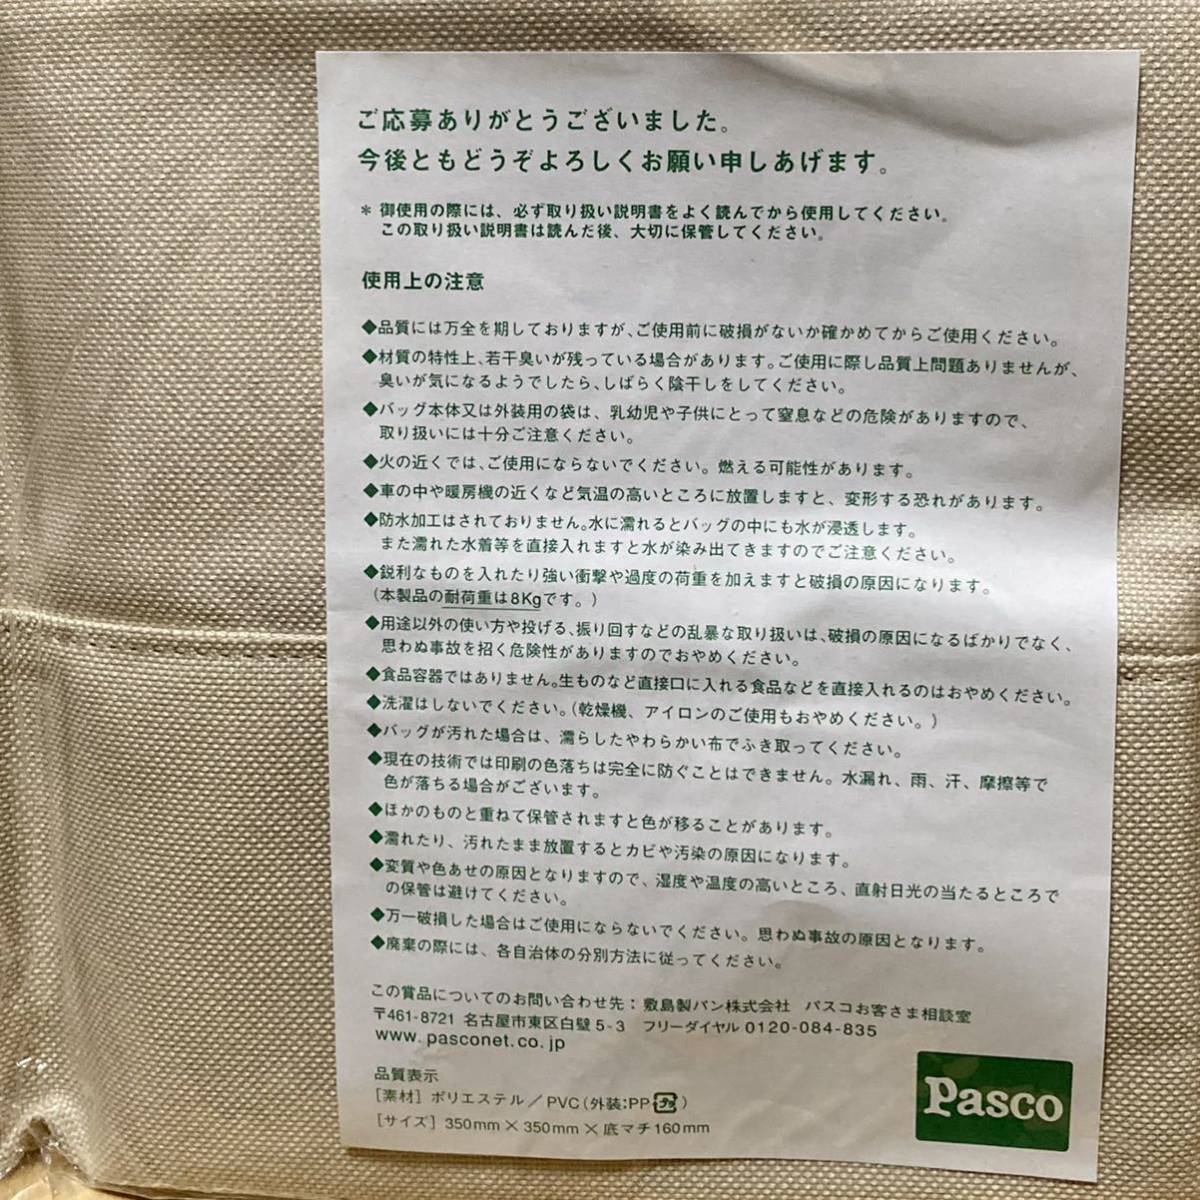 ご応募ありがとうございました。
今後ともどうぞよろしくお願い申しあげます。
＊ 御使用の際には、必ず取り扱い説明書をよく読んでから使用してください。
この取り扱い説明書は読んだ後、大切に保管してください。
使用上の注意
◆品質には万全を期しておりますが、ご使用前に破損がないか確かめてからご使用ください。
◆材質の特性上、若干臭いが残っている場合があります。ご使用に際し品質上問題ありませんが、
臭いが気になるようでしたら、しばらく陰干しをしてください。
◆バッグ本体又は外装用の袋は、乳幼児や子供にとって窒息などの危険がありますので、
取り扱いには十分ご注意ください。
◆火の近くでは、ご使用にならないでください。燃える可能性があります。
◆車の中や暖房機の近くなど気温の高いところに放置しますと、変形する恐れがあります。
◆防水加工はされておりません。水に濡れるとバッグの中にも水が浸透します。
また濡れた水着等を直接入れますと水が染み出てきますのでご注意ください。
◆鋭利なものを入れたり強い衝撃や過度の荷重を加えますと破損の原因になります。
（本製品の耐荷重は8Kgです。）
◆用途以外の使い方や投げる、振り回すなどの乱暴な取り扱いは、破損の原因になるばかりでなく、
思わぬ事故を招く危険性がありますのでおやめください。
◆食品容器ではありません。生ものなど直接口に入れる食品などを直接入れるのはおやめください。
◆洗濯はしないでください。（乾燥機、アイロンのご使用もおやめください。）
◆バッグが汚れた場合は、濡らしたやわらかい布でふき取ってください。
◆現在の技術では印刷の色落ちは完全に防ぐことはできません。水漏れ、雨、汗、摩擦等で
色が落ちる場合がございます。
◆ほかのものと重ねて保管されますと色が移ることがあります。
◆濡れたり、汚れたまま放置するとカビや汚染の原因になります。
◆変質や色あせの原因となりますので、湿度や温度の高いところ、直射日光の当たるところで
の保管は避けてください。
◆万一破損した場合はご使用にならないでください。思わぬ事故の原因となります。
◆廃棄の際には、各自治体の分別方法に従ってください。
この賞品についてのお問い合わせ先：敷島製パン株式会社　パスコお客さま相談室
〒461-8721 名古屋市東区白壁5-3　フリーダイヤル 0120-084-835
www.pasconet.co.jp
品質表示
［素材］ポリエステル／PVC（外装：PP プラ）
［サイズ］350mm×350mm×底マチ160mm
Pasco